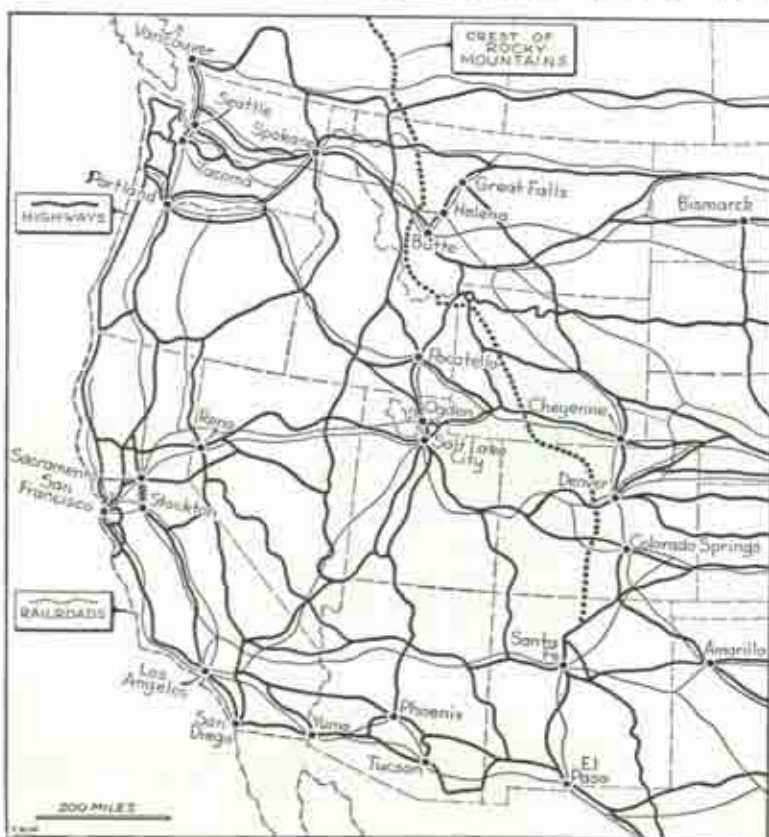 CREST OF
ROCKY
MOUNTAINS
Vancouver
Seattle
Spokane
Tacoma
Portland
Great Falls
Helena
Butte
Bismarck
HIGHWAYS
Pocatello
Ogden
Cheyenne
Reno
Salt Lake
City
Sacramento
San
Francisco
Stockton
Denver
Colorado Springs
RAILROADS
Santa
Fe
Amarillo
Los
Angeles
Phoenix
San
Diego
Yuma
Tucson
El
Paso
200 MILES